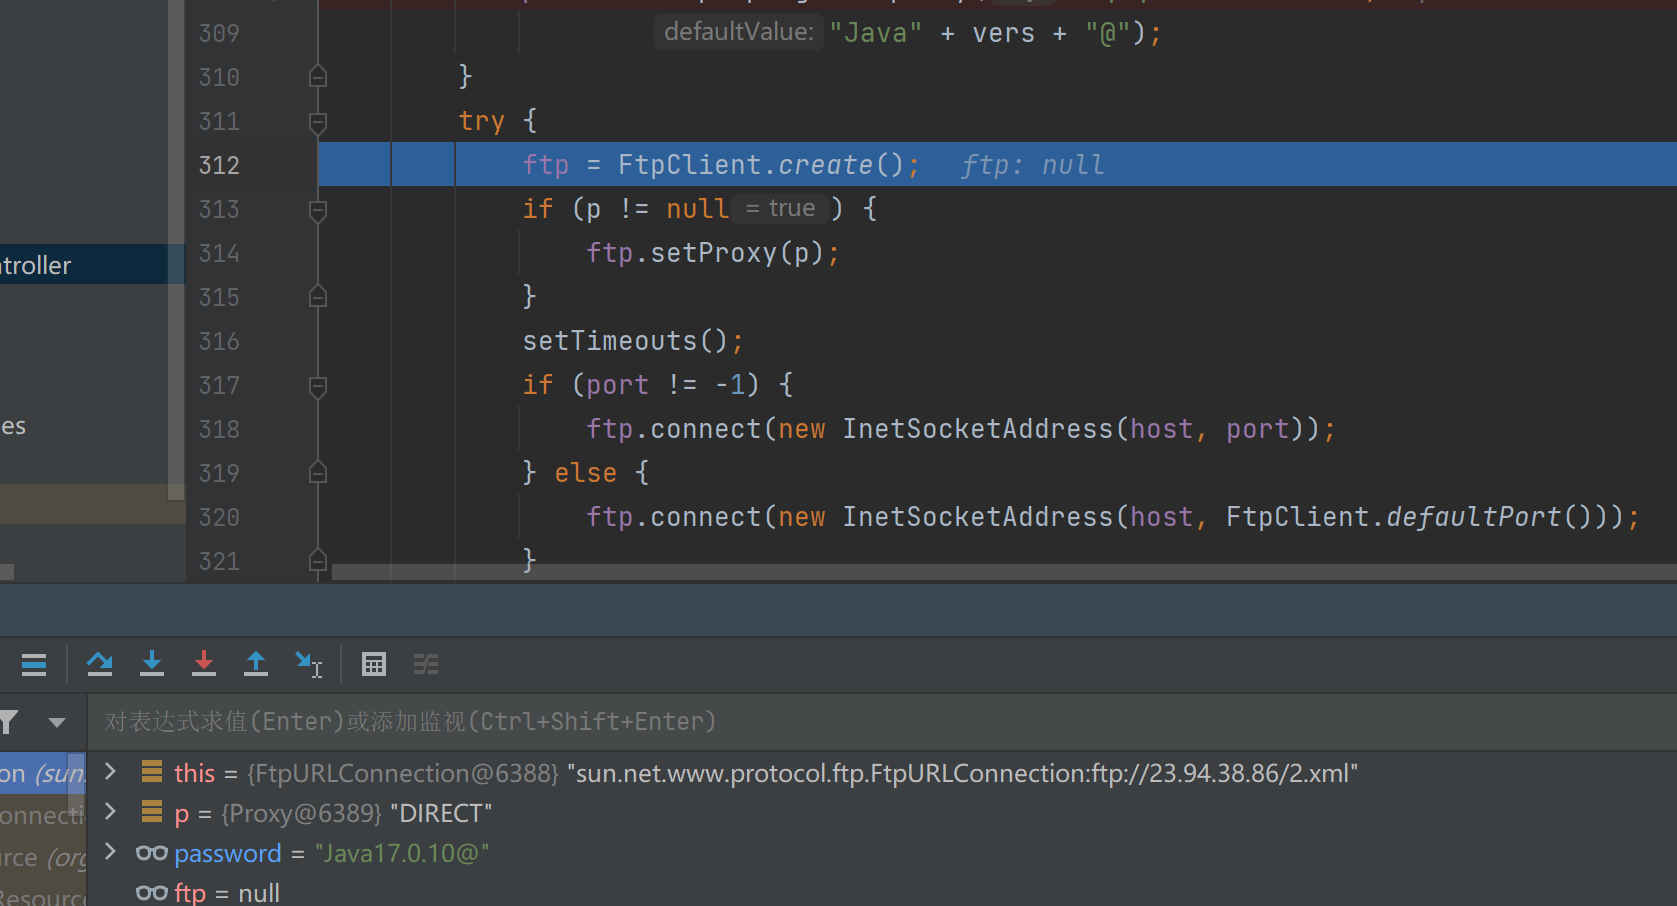 309 defaultValue: "Java" + vers + "@");
310 }
311 try {
312 ftp = FtpClient.create(); ftp: null
313 if (p != null = true ) {
314 ftp.setProxy(p);
315 }
316 setTimeouts();
317 if (port != -1) {
318 ftp.connect(new InetSocketAddress(host, port));
319 } else {
320 ftp.connect(new InetSocketAddress(host, FtpClient.defaultPort()));
321 }
troller
es
对表达式求值(Enter)或添加监视(Ctrl+Shift+Enter)
on (sun.
this = {FtpURLConnection@6388} "sun.net.www.protocol.ftp.FtpURLConnection:ftp://23.94.38.86/2.xml"
onnecti
p = {Proxy@6389} "DIRECT"
rce (org
password = "Java17.0.10@"
Resource
ftp = null